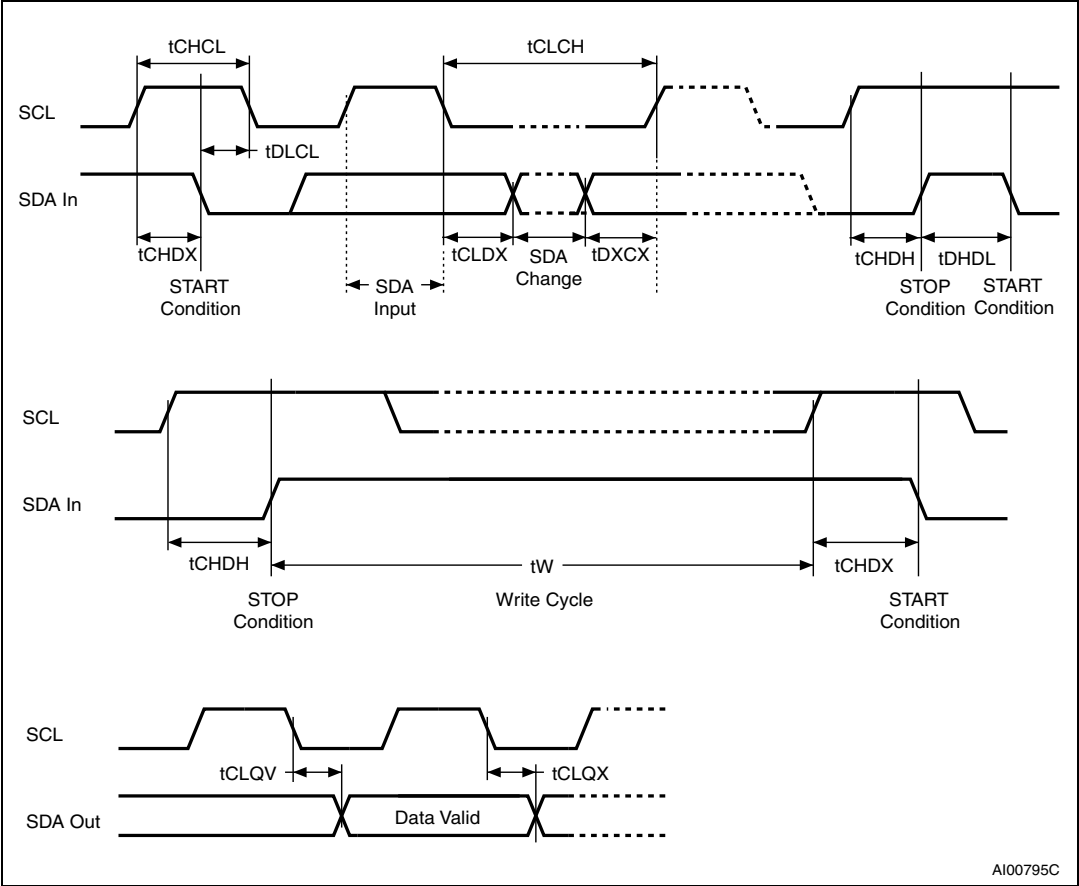 tCHCL
tCLCH
SCL
tDLCL
SDA In
tCHDX
tCLDX
SDA
Change
tDXCX
tCHDH
tDHDL
START
Condition
SDA
Input
STOP
Condition
START
Condition
SCL
SDA In
tCHDH
tW
tCHDX
STOP
Condition
Write Cycle
START
Condition
SCL
tCLQV
tCLQX
SDA Out
Data Valid
AI00795C